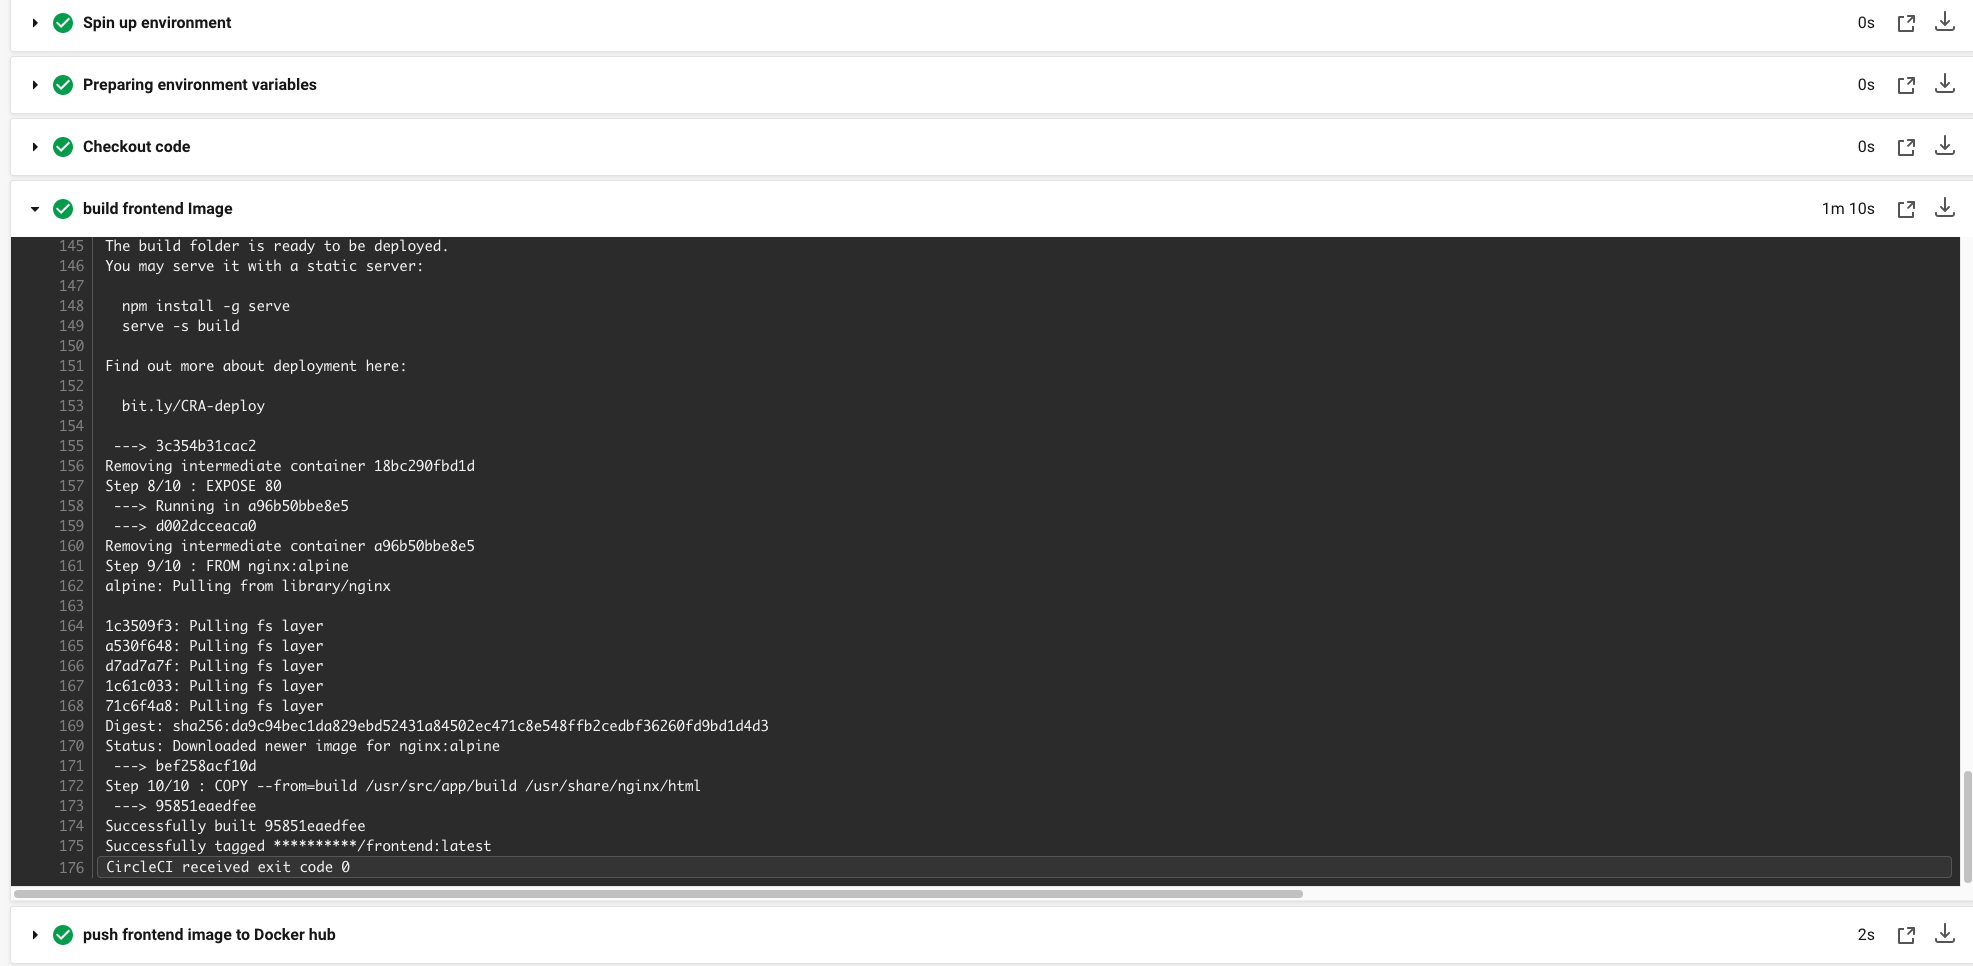 Spin up environment 0s
Preparing environment variables 0s
Checkout code 0s
build frontend Image 1m 10s
145 The build folder is ready to be deployed.
146 You may serve it with a static server:
147
148 npm install -g serve
149 serve -s build
150
151 Find out more about deployment here:
152
153 bit.ly/CRA-deploy
154
155 ---> 3c354b31cac2
156 Removing intermediate container 18bc290fbd1d
157 Step 8/10 : EXPOSE 80
158 ---> Running in a96b50bbe8e5
159 ---> d002dcceaca0
160 Removing intermediate container a96b50bbe8e5
161 Step 9/10 : FROM nginx:alpine
162 alpine: Pulling from library/nginx
163
164 1c3509f3: Pulling fs layer
165 a530f648: Pulling fs layer
166 d7ad7a7f: Pulling fs layer
167 1c61c033: Pulling fs layer
168 71c6f4a8: Pulling fs layer
169 Digest: sha256:da9c94bec1da829ebd52431a84502ec471c8e548ffb2cedbf36260fd9bd1d4d3
170 Status: Downloaded newer image for nginx:alpine
171 ---> bef258acf10d
172 Step 10/10 : COPY --from=build /usr/src/app/build /usr/share/nginx/html
173 ---> 95851eaedfee
174 Successfully built 95851eaedfee
175 Successfully tagged **********/frontend:latest
176 CircleCI received exit code 0
push frontend image to Docker hub 2s